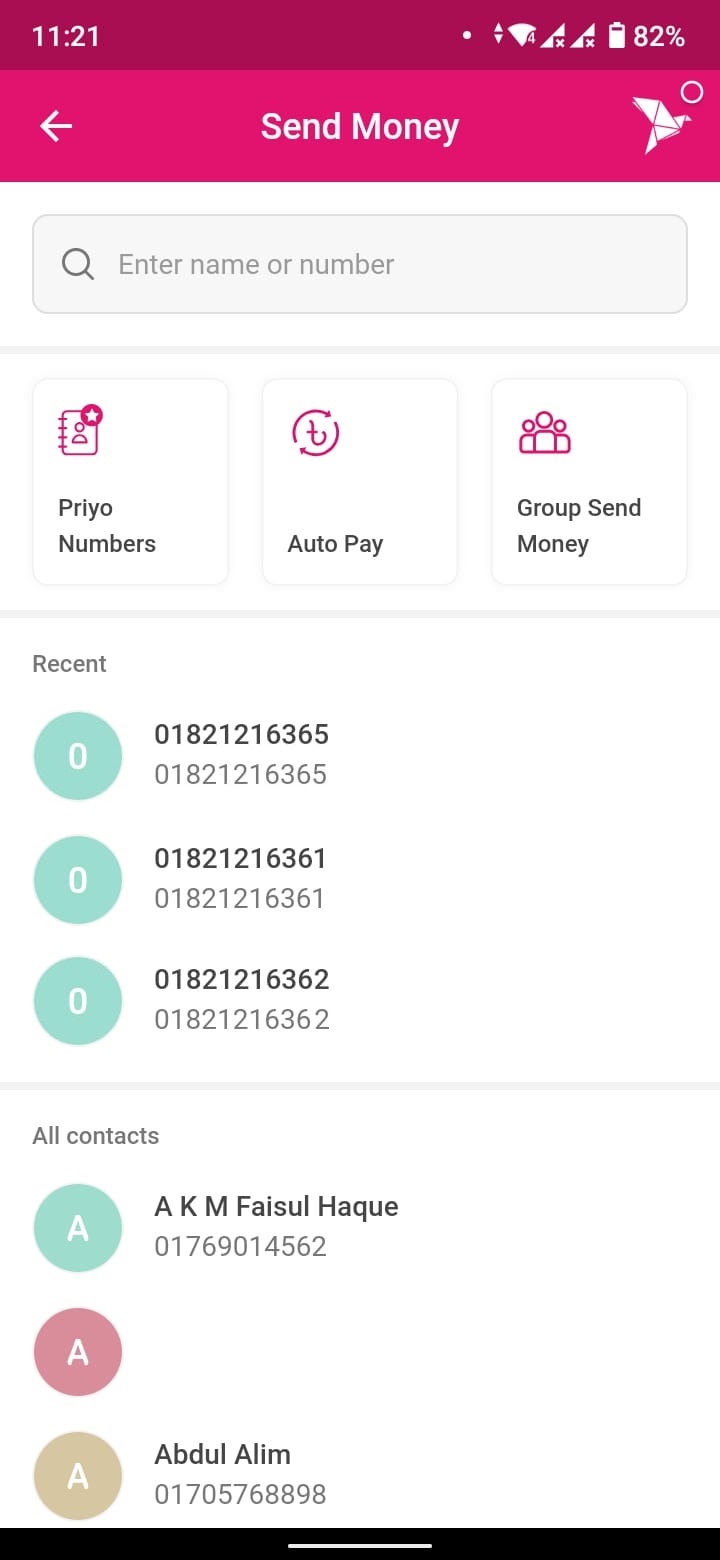 11:21
4 82%
Send Money
Enter name or number
Priyo
Numbers
Auto Pay
Group Send
Money
Recent
0
01821216365
01821216365
0
01821216361
01821216361
0
01821216362
01821216362
All contacts
A
A K M Faisul Haque
01769014562
A
A
Abdul Alim
01705768898